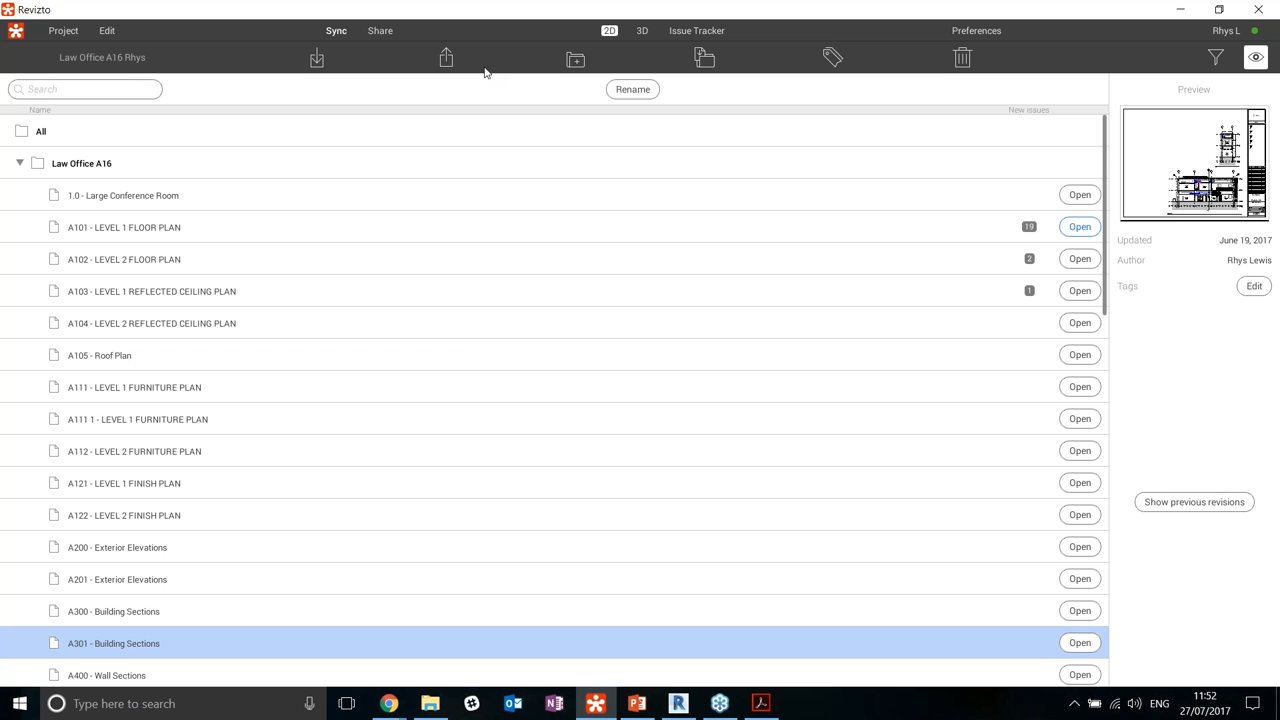 Revizto
Project Edit Sync Share 2D 3D Issue Tracker Preferences Rhys L
Law Office A16 Rhys
Search Rename Preview
Name New issues
All
Law Office A16
1.0 - Large Conference Room Open
A101 - LEVEL 1 FLOOR PLAN 19 Open
Updated June 19, 2017
A102 - LEVEL 2 FLOOR PLAN 2 Open
Author Rhys Lewis
Tags Edit
A103 - LEVEL 1 REFLECTED CEILING PLAN 1 Open
A104 - LEVEL 2 REFLECTED CEILING PLAN Open
A105 - Roof Plan Open
A111 - LEVEL 1 FURNITURE PLAN Open
A111 1 - LEVEL 1 FURNITURE PLAN Open
A112 - LEVEL 2 FURNITURE PLAN Open
A121 - LEVEL 1 FINISH PLAN Open
Show previous revisions
A122 - LEVEL 2 FINISH PLAN Open
A200 - Exterior Elevations Open
A201 - Exterior Elevations Open
A300 - Building Sections Open
A301 - Building Sections Open
A400 - Wall Sections Open
Type here to search
ENG
11:52
27/07/2017